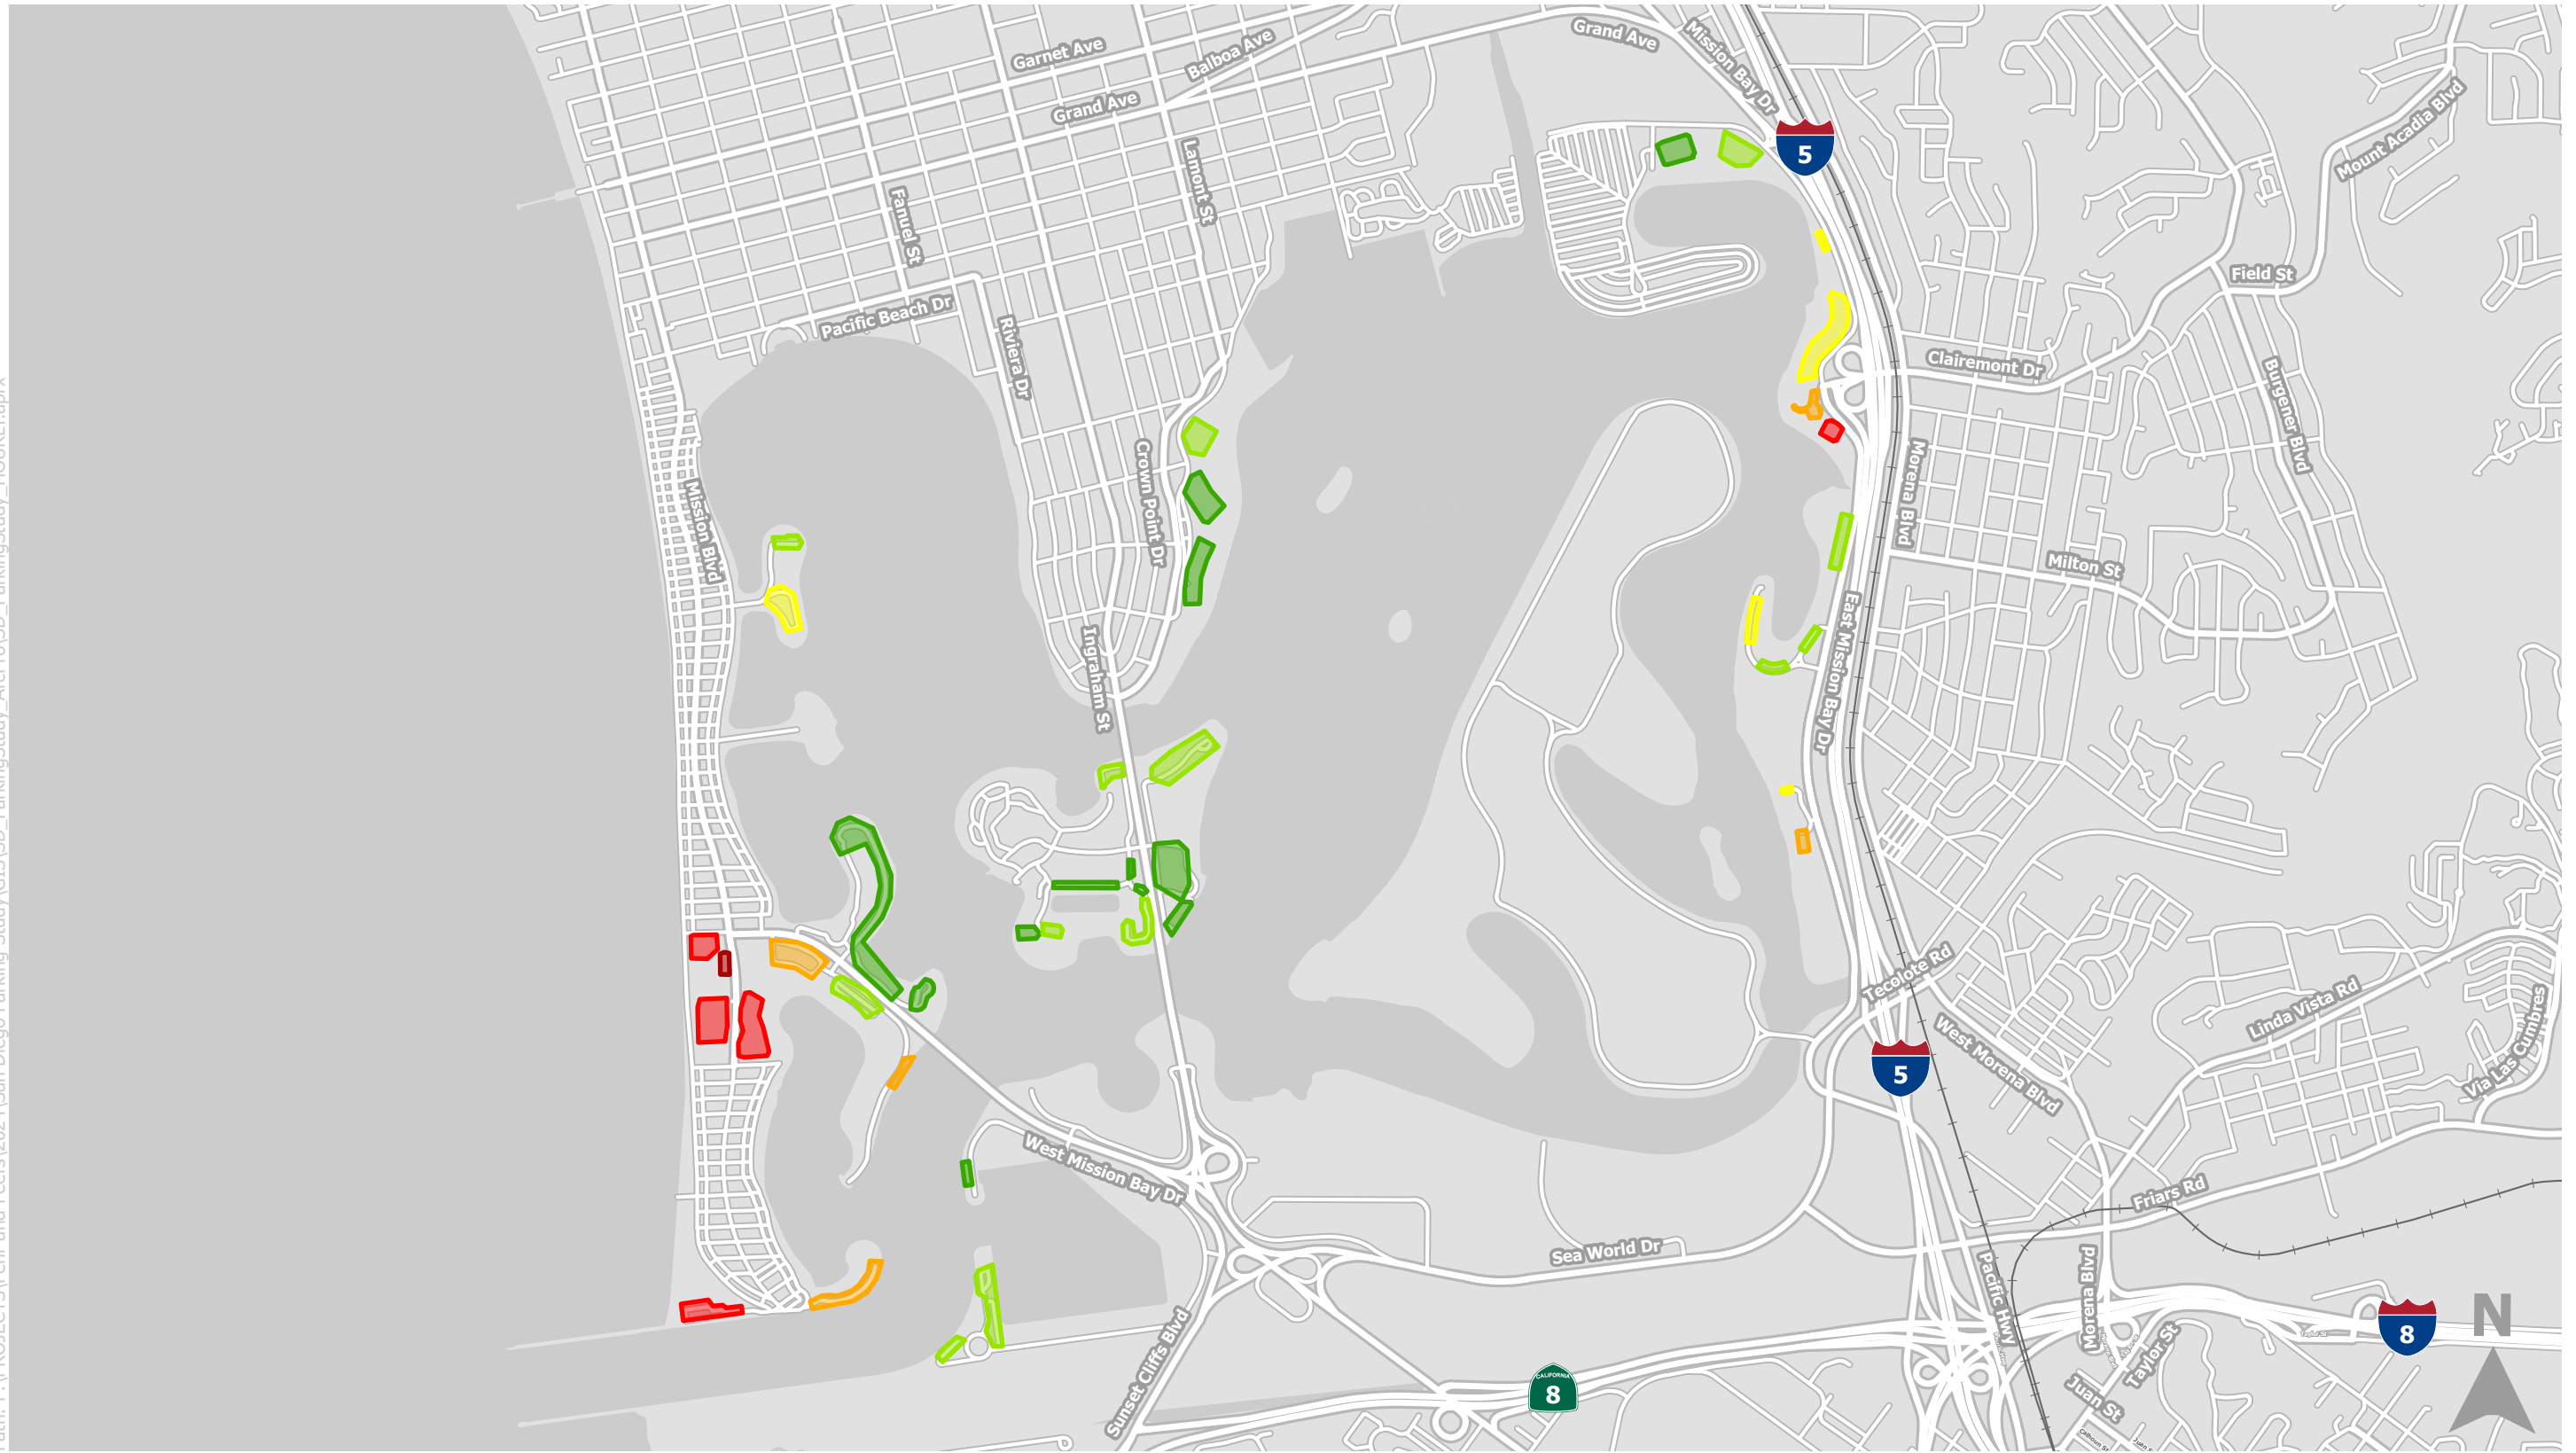 Garnet Ave
Balboa Ave
Grand Ave
Mission Bay Dr
Grand Ave
5
Mount Acadia Blvd
Lamont St
Fanuel St
Field St
Pacific Beach Dr
Riviera Dr
Clairemont Dr
Burgener Blvd
Crown Point Dr
Morena Blvd
Mission Blvd
Milton St
Ingraham St
East Mission Bay Dr
Tecolote Rd
Linda Vista Rd
Via Las Cumbres
West Morena Blvd
5
West Mission Bay Dr
Friars Rd
Sea World Dr
Pacific Hwy
Morena Blvd
Sunset Cliffs Blvd
Taylor St
Juan St
CALIFORNIA
8
8
N